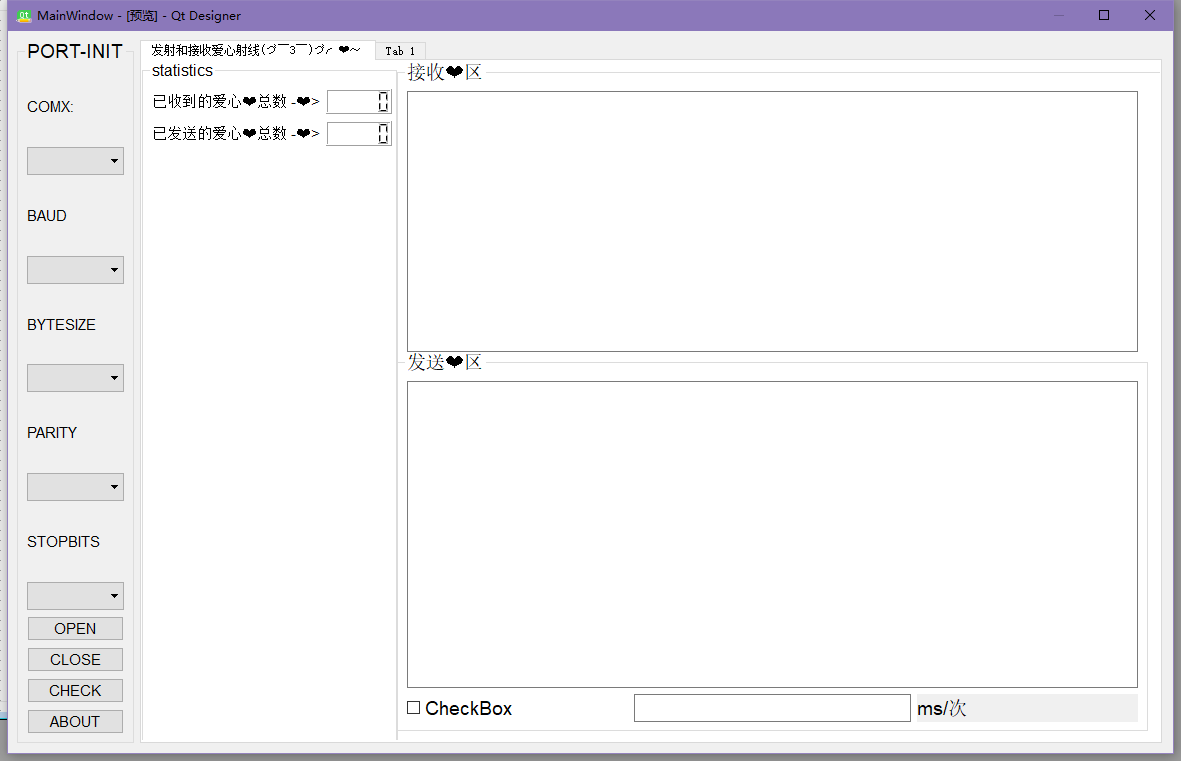 MainWindow - [预览] - Qt Designer
PORT-INIT
COMX:
BAUD
BYTESIZE
PARITY
STOPBITS
OPEN
CLOSE
CHECK
ABOUT
发射和接收爱心射线(づ￣3￣)づ╭❤～
Tab 1
statistics
已收到的爱心❤总数 -❤> 0
已发送的爱心❤总数 -❤> 0
接收❤区
发送❤区
CheckBox
ms/次